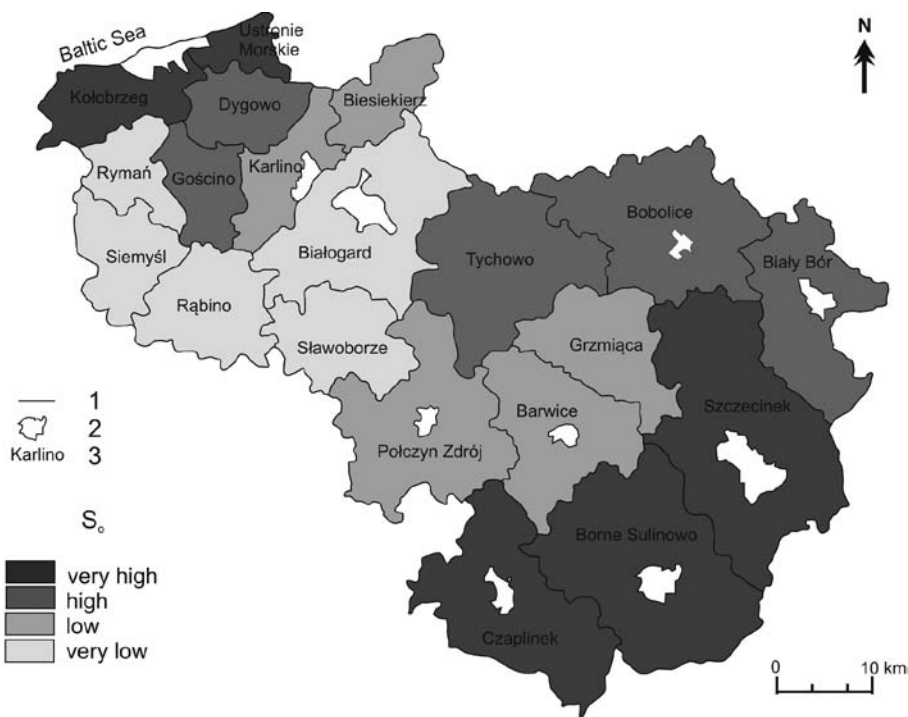 Baltic Sea
Ustronie
Morskie
N
Kołobrzeg
Dygowo
Biesiekierz
Rymań
Gościno
Karlino
Siemyśl
Białogard
Bobolice
Tychowo
Biały Bór
Rąbino
Sławoborze
Grzmiąca
Szczecinek
Barwice
Połczyn Zdrój
1
2
Karlino 3
Borne Sulinowo
Czaplinek
So
very high
high
low
very low
0 10 km